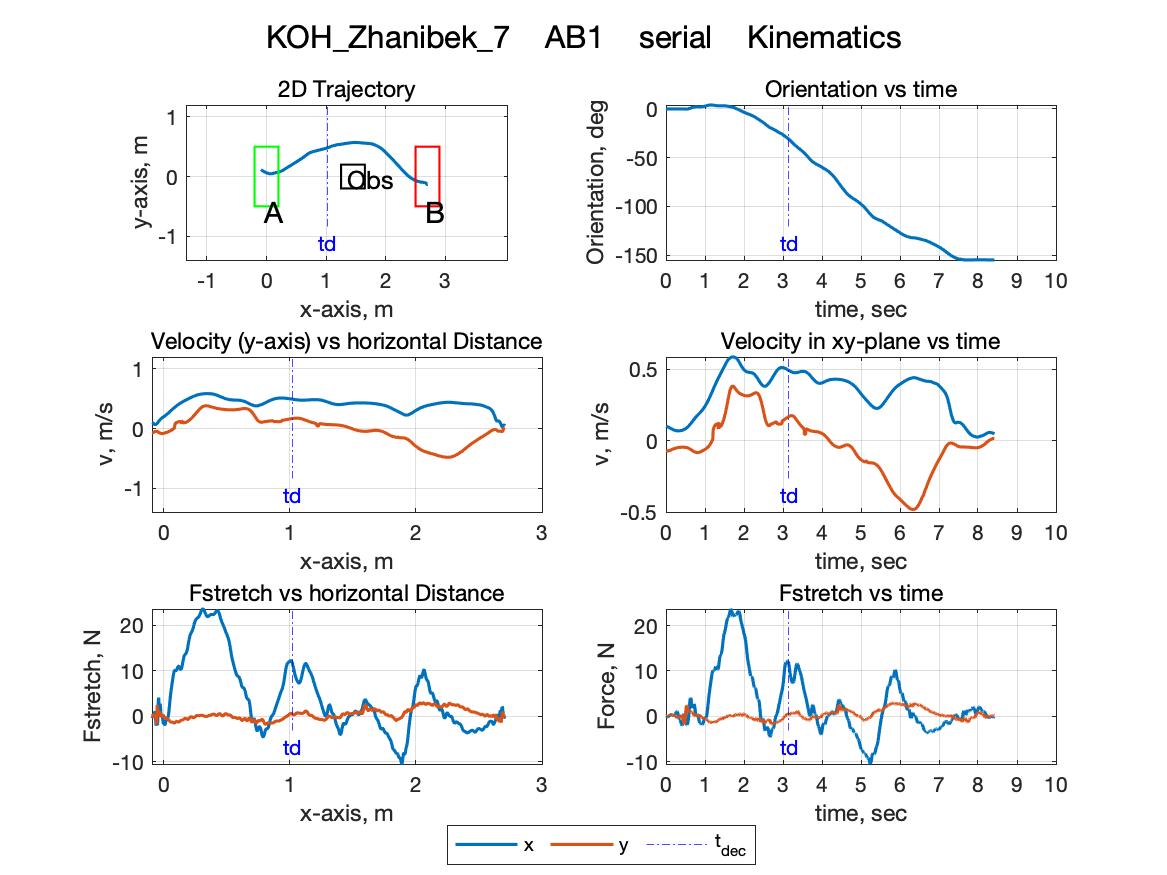 KOH_Zhanibek_7 AB1 serial Kinematics
2D Trajectory
y-axis, m
1
0
-1
A
Obs
B
td
-1 0 1 2 3
x-axis, m
Orientation vs time
Orientation, deg
0
-50
-100
-150
td
0 1 2 3 4 5 6 7 8 9 10
time, sec
Velocity (y-axis) vs horizontal Distance
v, m/s
1
0
-1
td
0 1 2 3
x-axis, m
Velocity in xy-plane vs time
v, m/s
0.5
0
-0.5
td
0 1 2 3 4 5 6 7 8 9 10
time, sec
Fstretch vs horizontal Distance
Fstretch, N
20
10
0
-10
td
0 1 2 3
x-axis, m
Fstretch vs time
Force, N
20
10
0
-10
td
0 1 2 3 4 5 6 7 8 9 10
time, sec
x y t_dec